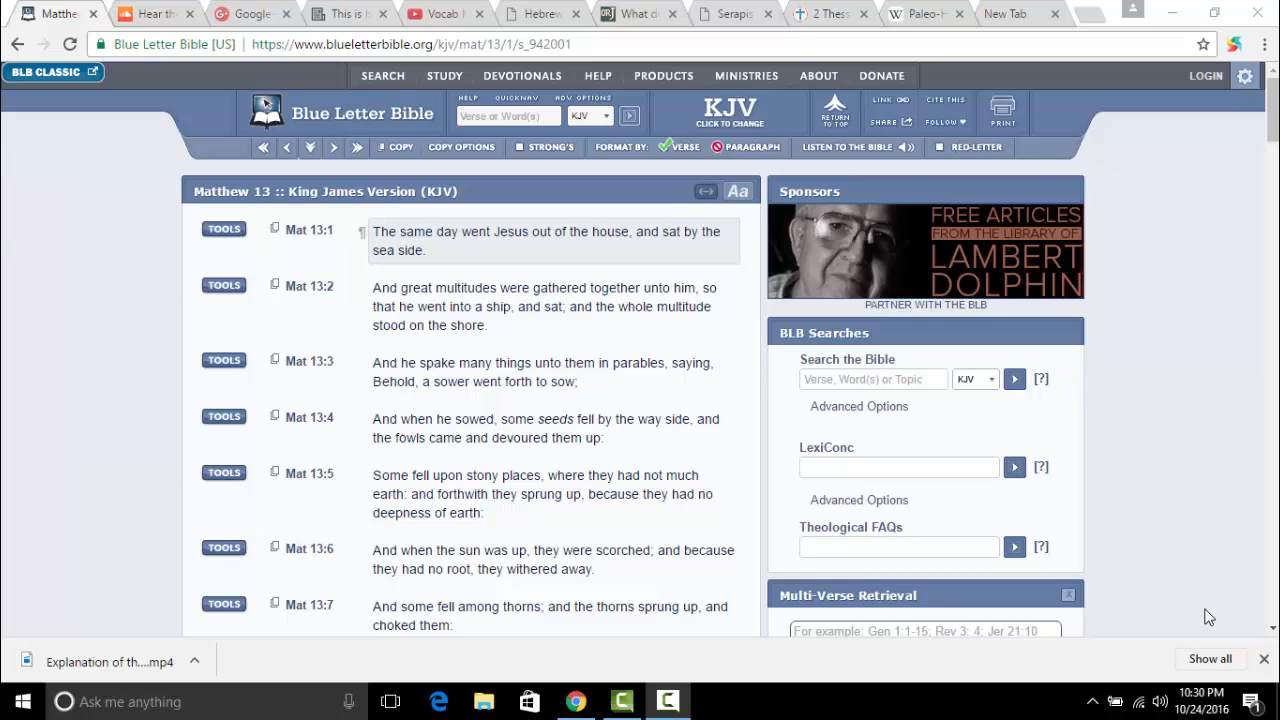 Matthe
Hear th
Google
This is b
Vocab
Hebrew
What do
Serapis
2 Thess
Paleo-H
New Tab
Blue Letter Bible [US]
https://www.blueletterbible.org/kjv/mat/13/1/s_942001
BLB CLASSIC
SEARCH STUDY DEVOTIONALS HELP PRODUCTS MINISTRIES ABOUT DONATE
LOGIN
Blue Letter Bible
HELP QUICKNAV ADV. OPTIONS
Verse or Word(s) KJV
KJV
CLICK TO CHANGE
RETURN
TO TOP
LINK CITE THIS
SHARE FOLLOW
PRINT
COPY COPY OPTIONS STRONG'S FORMAT BY: VERSE PARAGRAPH LISTEN TO THE BIBLE RED-LETTER
Matthew 13 :: King James Version (KJV)
Aa
TOOLS Mat 13:1 ¶ The same day went Jesus out of the house, and sat by the
sea side.
TOOLS Mat 13:2 And great multitudes were gathered together unto him, so
that he went into a ship, and sat; and the whole multitude
stood on the shore.
TOOLS Mat 13:3 And he spake many things unto them in parables, saying,
Behold, a sower went forth to sow;
TOOLS Mat 13:4 And when he sowed, some seeds fell by the way side, and
the fowls came and devoured them up:
TOOLS Mat 13:5 Some fell upon stony places, where they had not much
earth: and forthwith they sprung up, because they had no
deepness of earth:
TOOLS Mat 13:6 And when the sun was up, they were scorched; and because
they had no root, they withered away.
TOOLS Mat 13:7 And some fell among thorns; and the thorns sprung up, and
choked them:
Sponsors
FREE ARTICLES
FROM THE LIBRARY OF
LAMBERT
DOLPHIN
PARTNER WITH THE BLB
BLB Searches
Search the Bible
Verse, Word(s) or Topic KJV [?]
Advanced Options
LexiConc
[?]
Advanced Options
Theological FAQs
[?]
Multi-Verse Retrieval
x
For example: Gen 1:1-15; Rev 3; 4; Jer 21:10
Explanation of th....mp4
Show all
Ask me anything
10:30 PM
10/24/2016
1